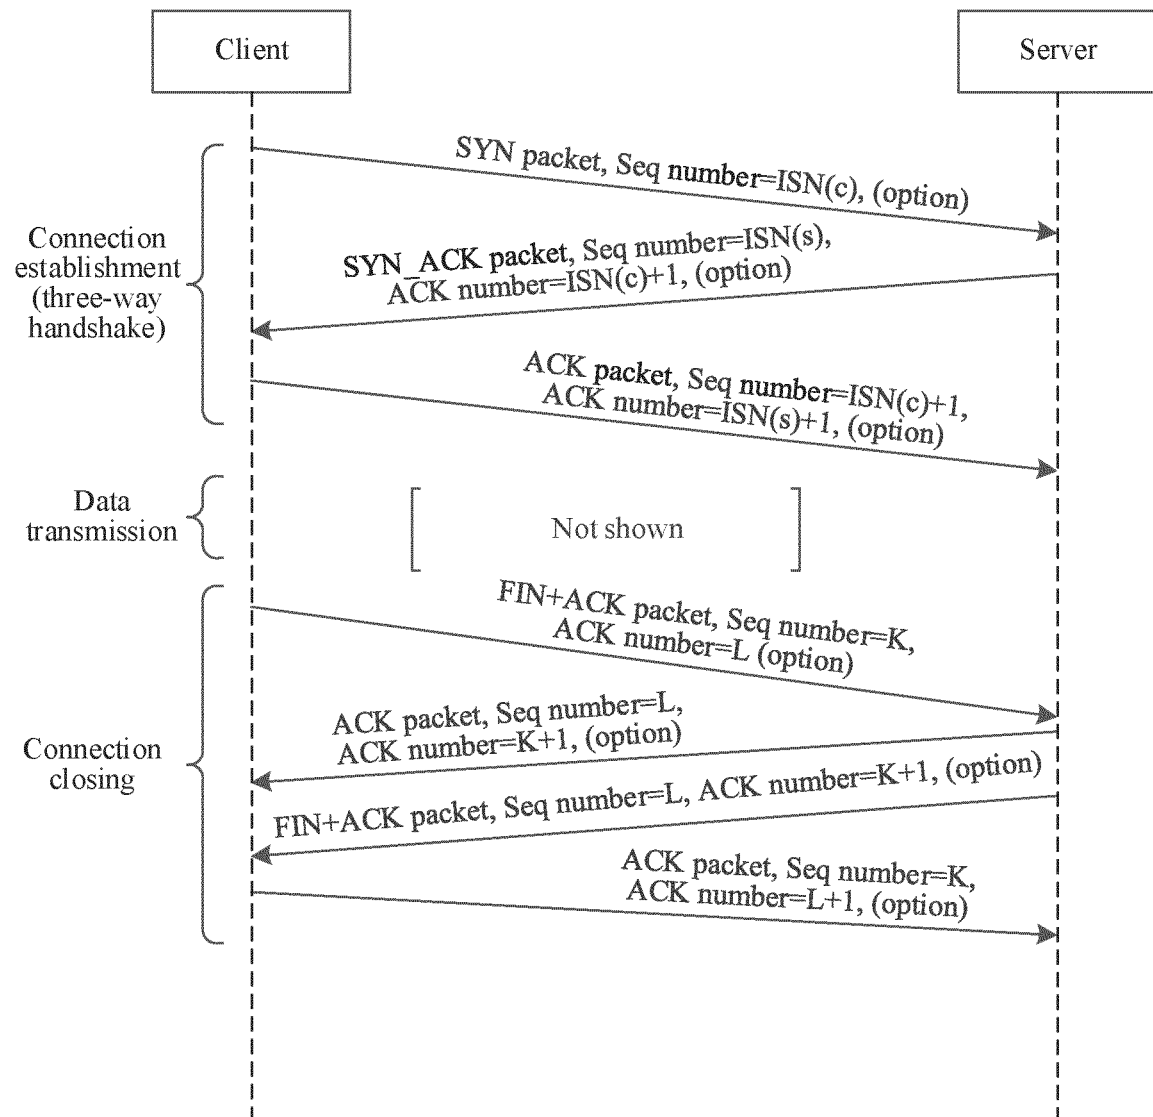 Client
Server
SYN packet, Seq number=ISN(c), (option)
Connection
establishment
(three-way
handshake)
SYN_ACK packet, Seq number=ISN(s),
ACK number=ISN(c)+1, (option)
ACK packet, Seq number=ISN(c)+1,
ACK number=ISN(s)+1, (option)
Data
transmission
Not shown
FIN+ACK packet, Seq number=K,
ACK number=L (option)
Connection
closing
ACK packet, Seq number=L,
ACK number=K+1, (option)
FIN+ACK packet, Seq number=L, ACK number=K+1, (option)
ACK packet, Seq number=K,
ACK number=L+1, (option)